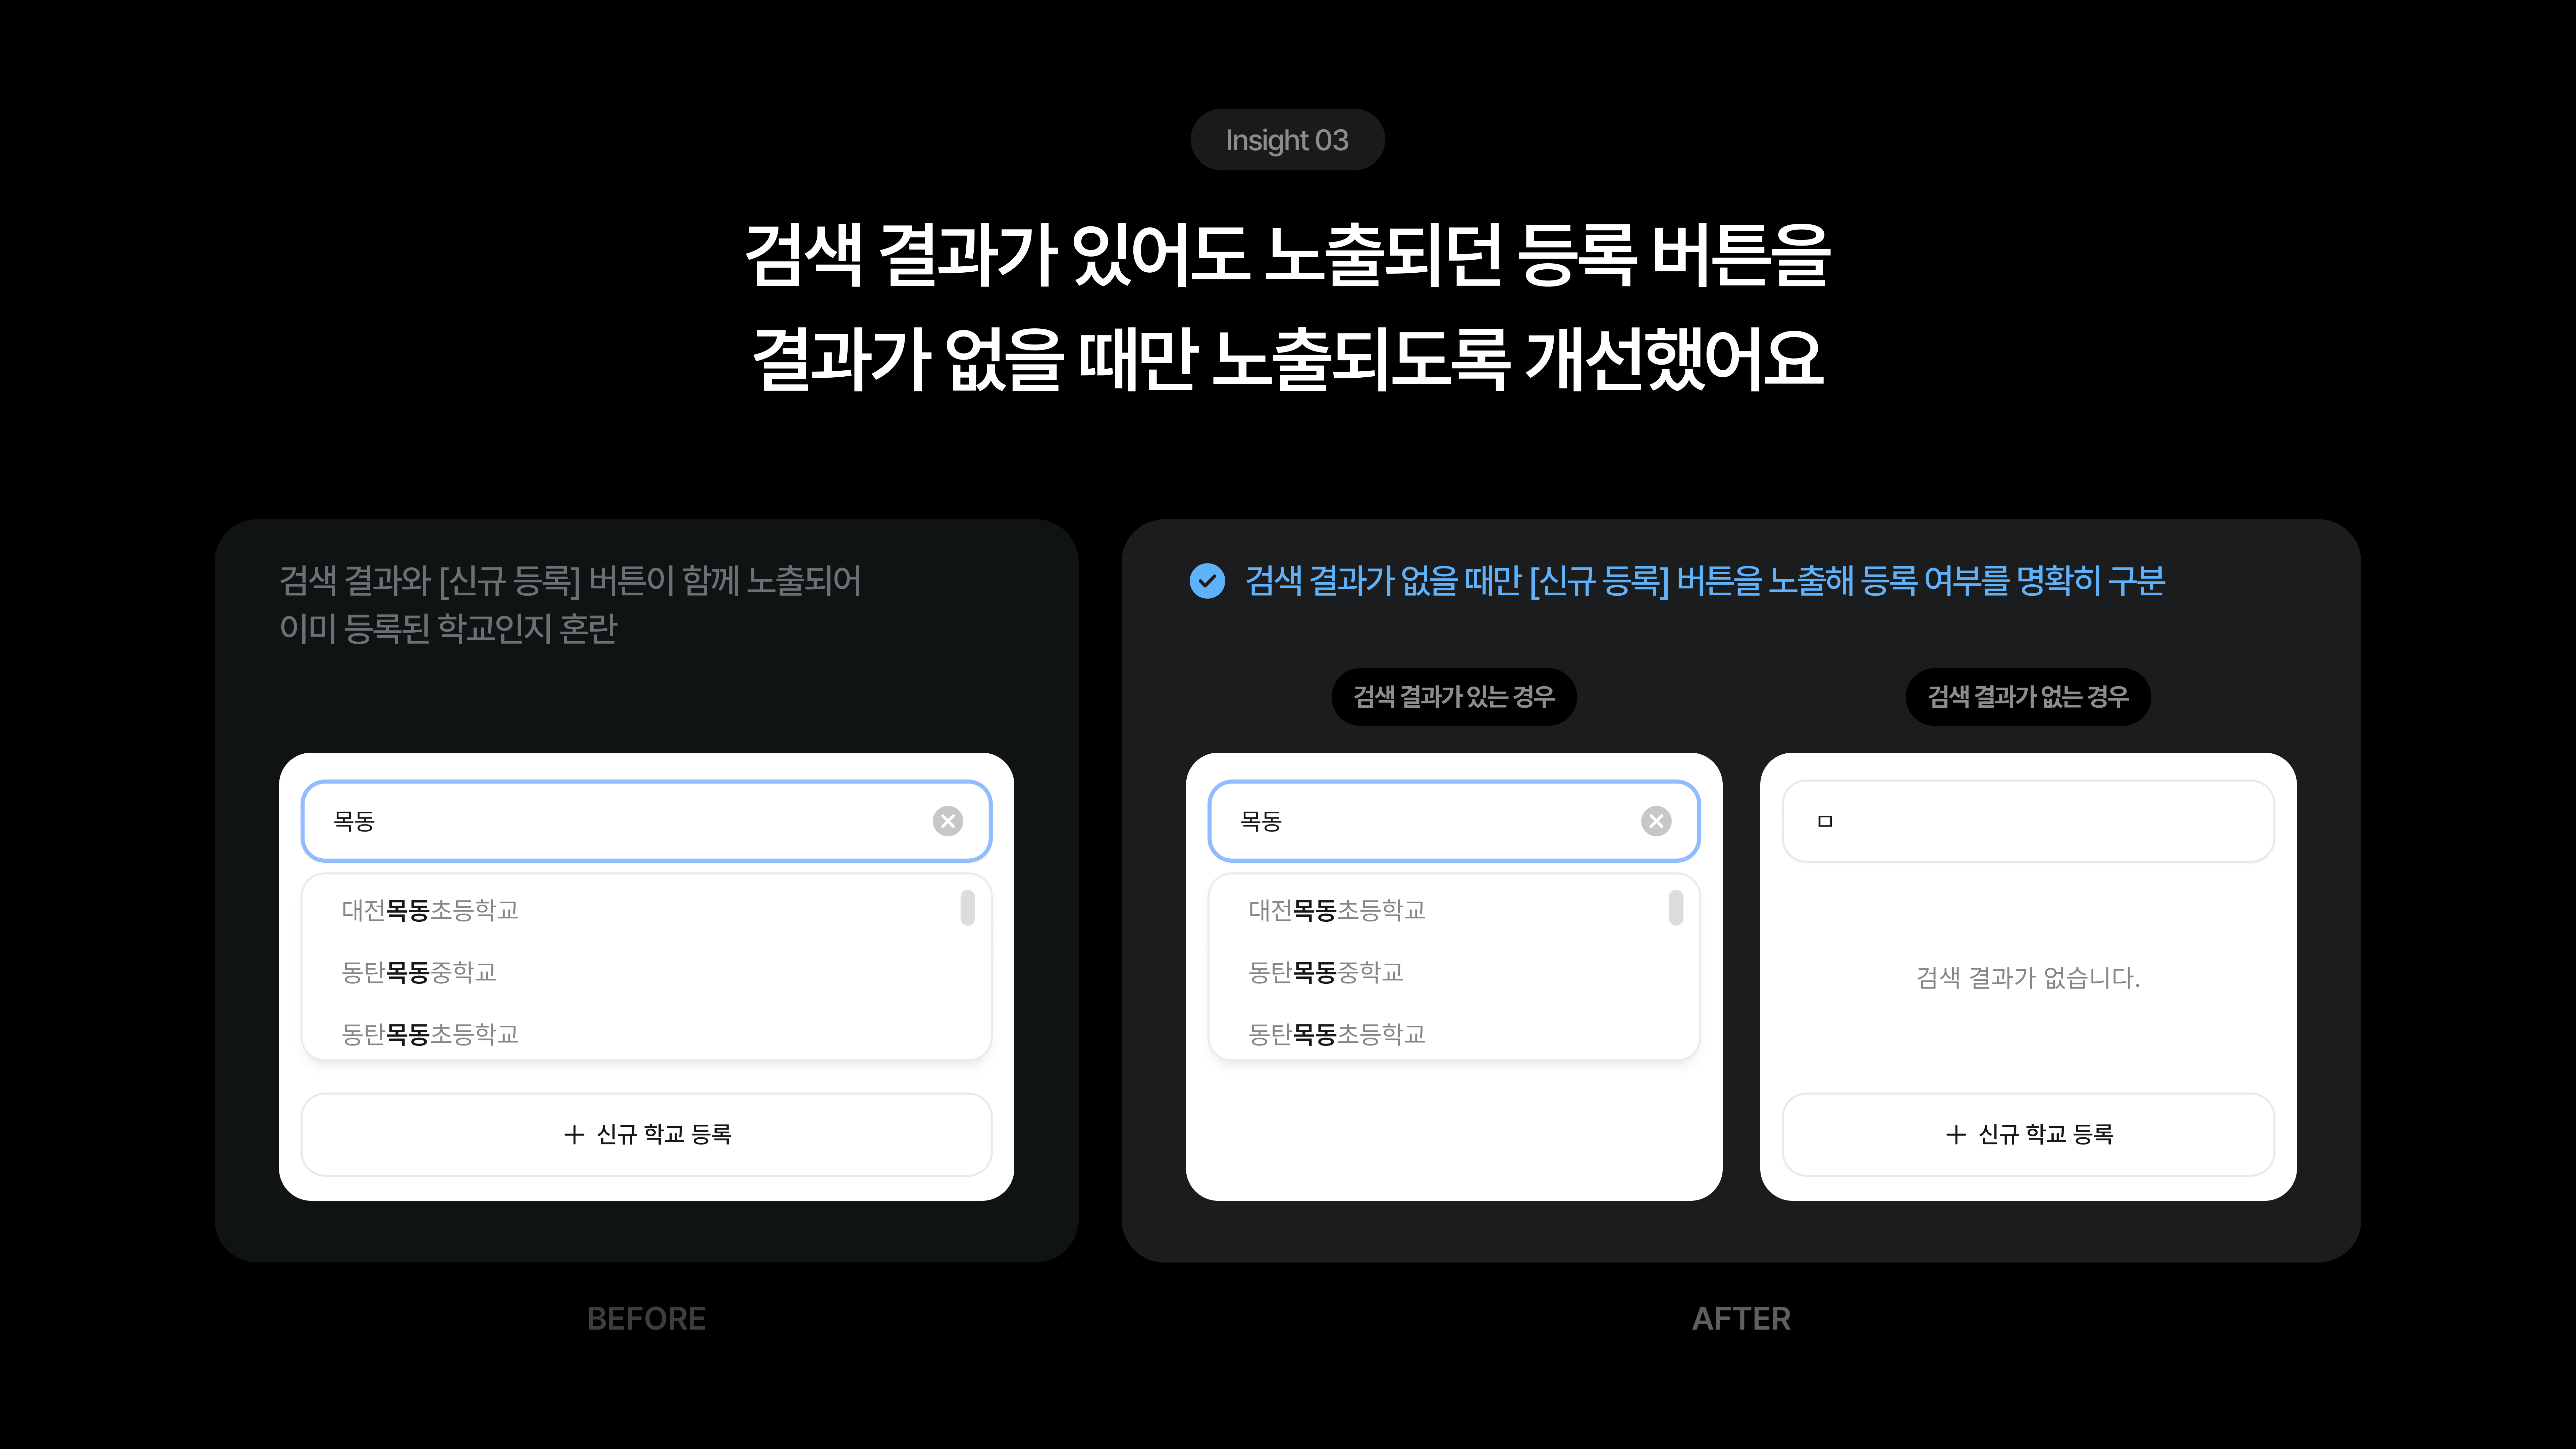 Insight 03
검색 결과가 있어도 노출되던 등록 버튼을
결과가 없을 때만 노출되도록 개선했어요
검색 결과와 [신규 등록] 버튼이 함께 노출되어
이미 등록된 학교인지 혼란
목동
대전목동초등학교
동탄목동중학교
동탄목동초등학교
+ 신규 학교 등록
BEFORE
검색 결과가 없을 때만 [신규 등록] 버튼을 노출해 등록 여부를 명확히 구분
검색 결과가 있는 경우
목동
대전목동초등학교
동탄목동중학교
동탄목동초등학교
검색 결과가 없는 경우
ㅁ
검색 결과가 없습니다.
+ 신규 학교 등록
AFTER